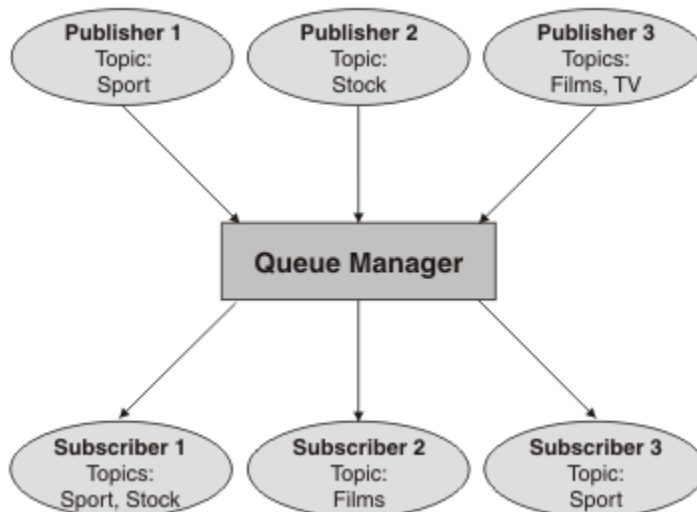 Publisher 1
Topic:
Sport
Publisher 2
Topic:
Stock
Publisher 3
Topics:
Films, TV
Queue Manager
Subscriber 1
Topics:
Sport, Stock
Subscriber 2
Topic:
Films
Subscriber 3
Topic:
Sport